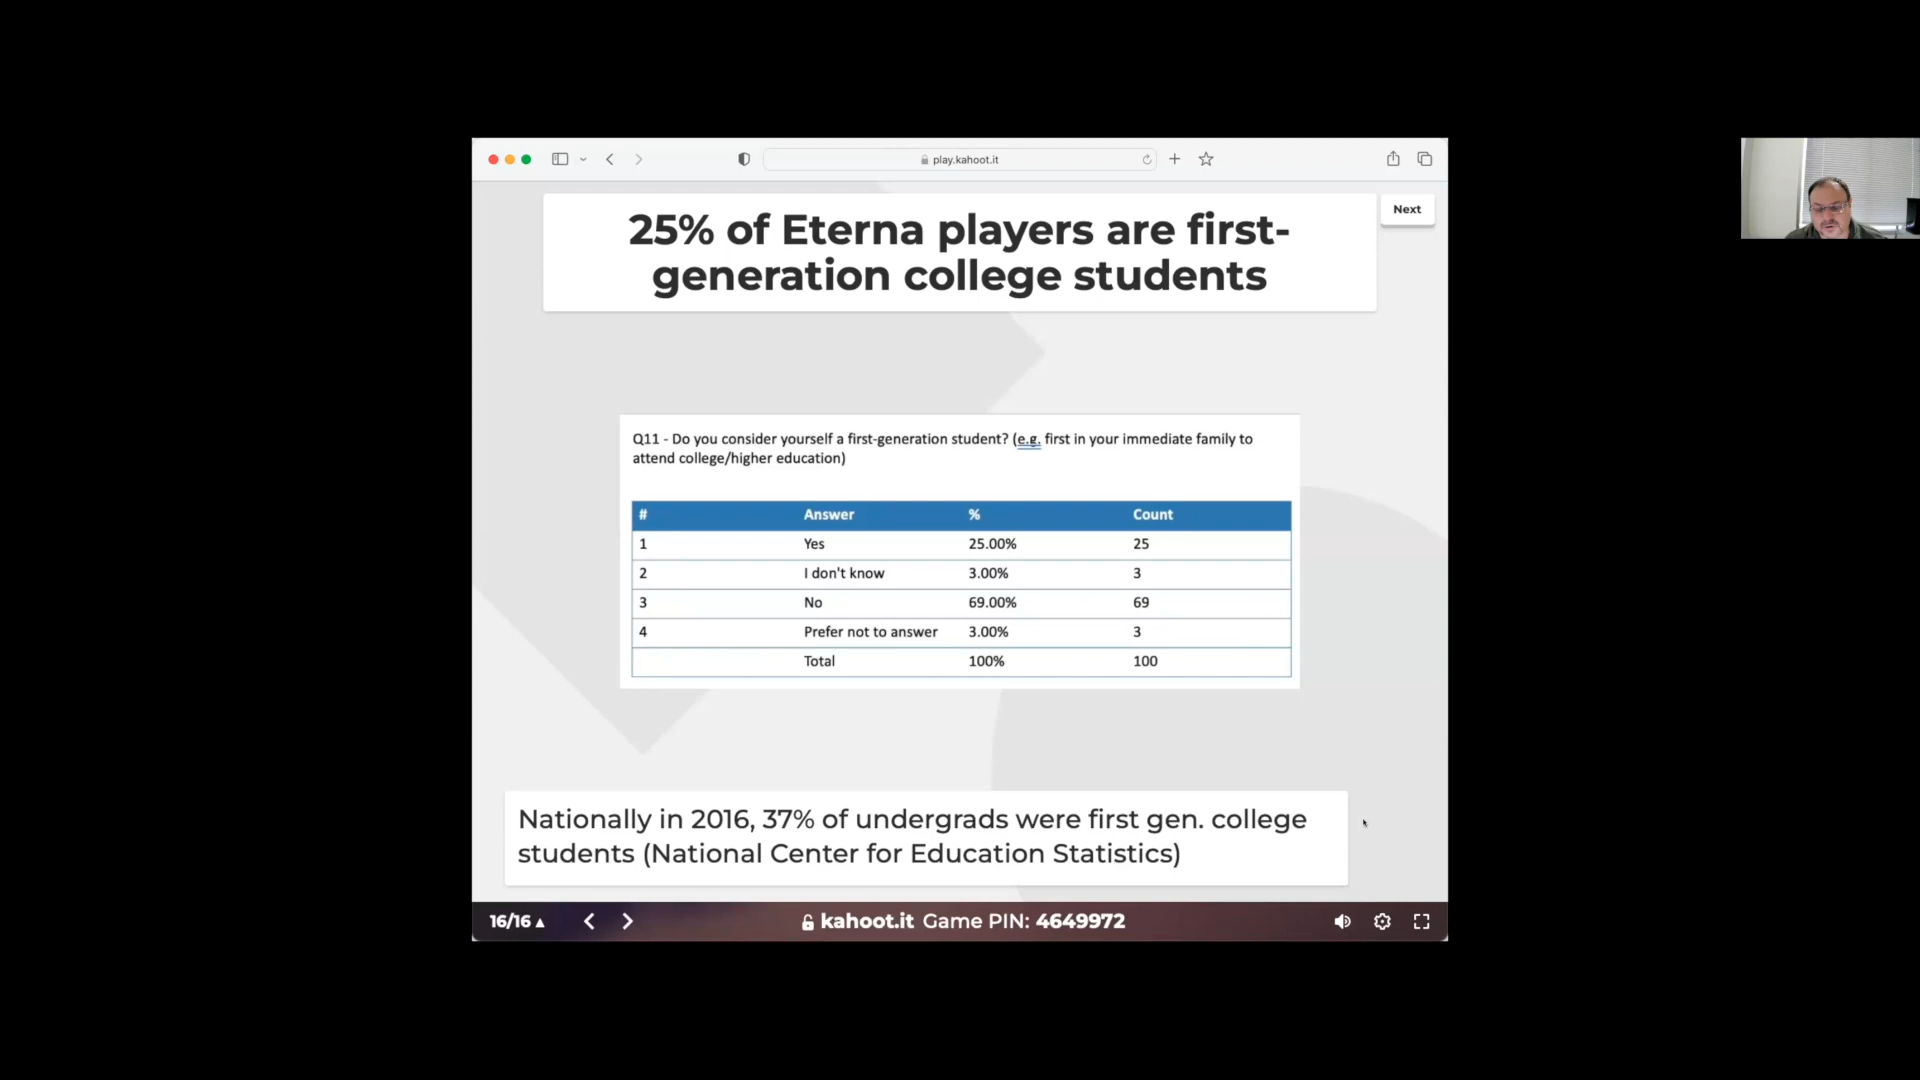 play.kahoot.it
25% of Eterna players are first-
generation college students
Next
Q11 - Do you consider yourself a first-generation student? (e.g. first in your immediate family to
attend college/higher education)
# Answer % Count
1 Yes 25.00% 25
2 I don't know 3.00% 3
3 No 69.00% 69
4 Prefer not to answer 3.00% 3
Total 100% 100
Nationally in 2016, 37% of undergrads were first gen. college
students (National Center for Education Statistics)
16/16 kahoot.it Game PIN: 4649972